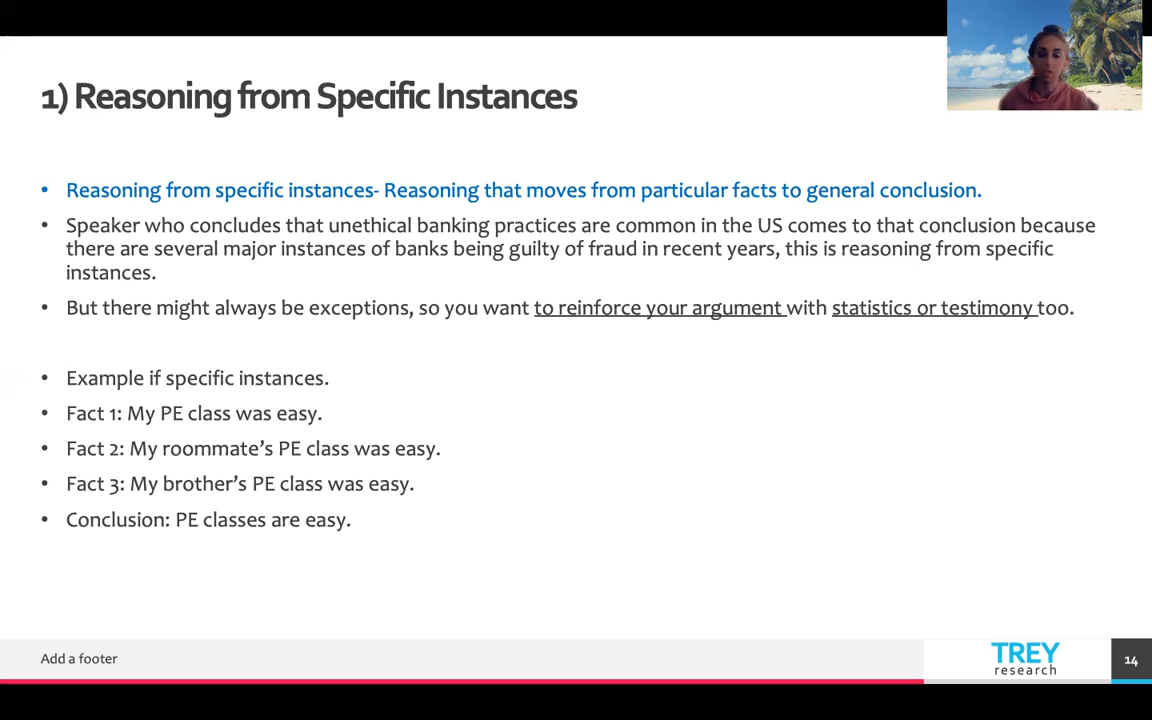 1) Reasoning from Specific Instances
• Reasoning from specific instances- Reasoning that moves from particular facts to general conclusion.
• Speaker who concludes that unethical banking practices are common in the US comes to that conclusion because
there are several major instances of banks being guilty of fraud in recent years, this is reasoning from specific
instances.
• But there might always be exceptions, so you want to reinforce your argument with statistics or testimony too.
• Example if specific instances.
• Fact 1: My PE class was easy.
• Fact 2: My roommate’s PE class was easy.
• Fact 3: My brother’s PE class was easy.
• Conclusion: PE classes are easy.
Add a footer
TREY
research
14